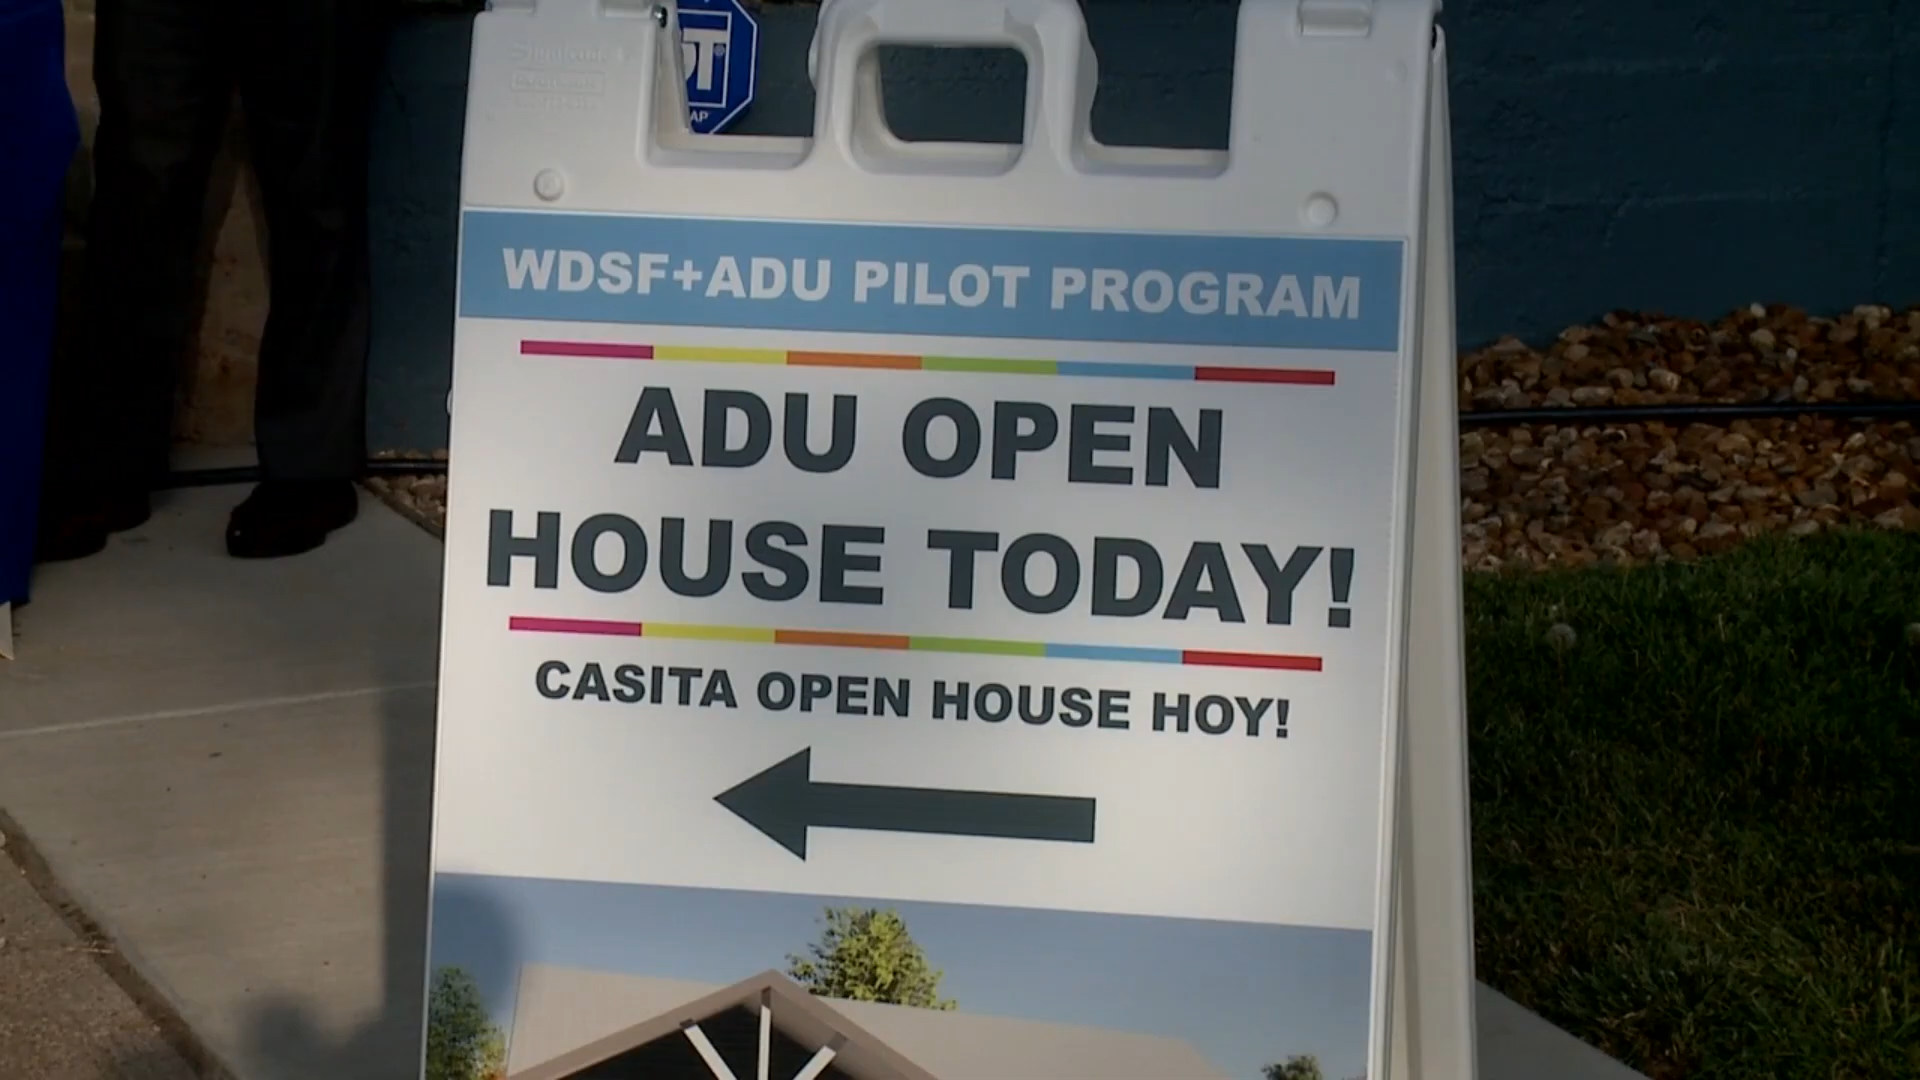 WDSF+ADU PILOT PROGRAM
ADU OPEN
HOUSE TODAY!
CASITA OPEN HOUSE HOY!